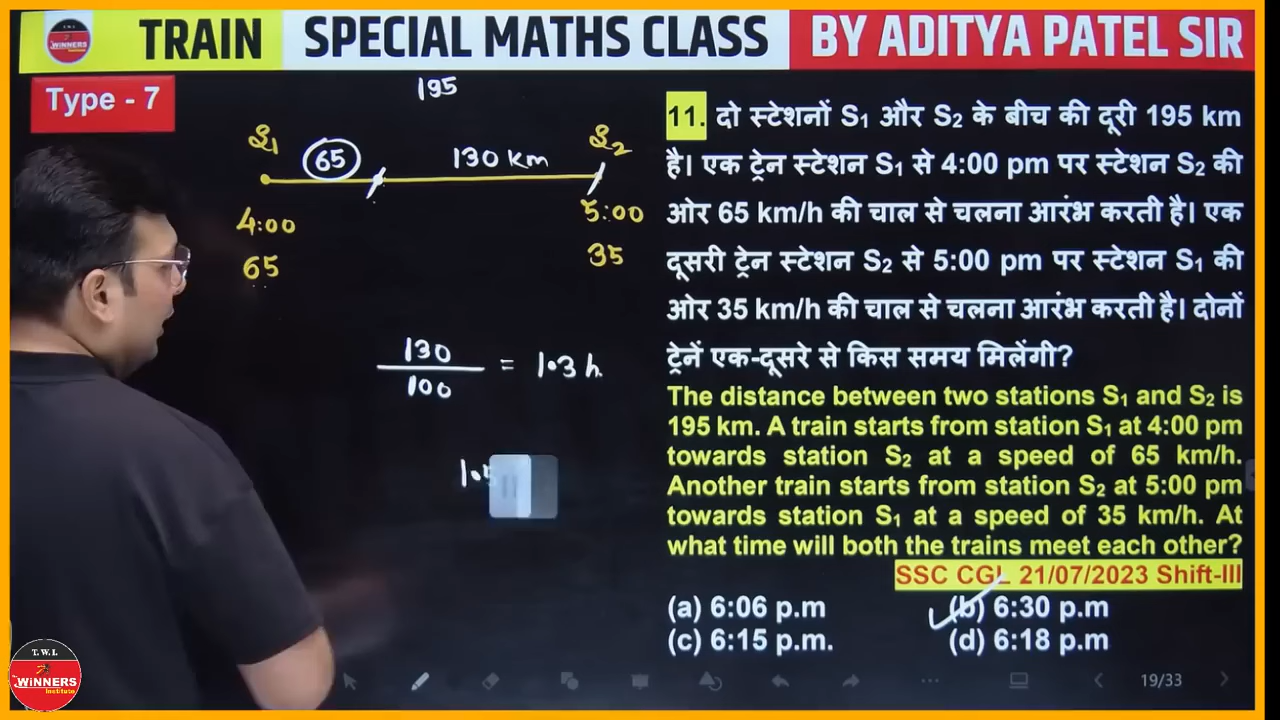 WiNNERS
TRAIN SPECIAL MATHS CLASS BY ADITYA PATEL SIR
Type - 7
195
S1 65 130 km S2
4:00 5:00
65 35
130
100
= 1.3 h.
11. दो स्टेशनों S₁ और S₂ के बीच की दूरी 195 km
है। एक ट्रेन स्टेशन S₁ से 4:00 pm पर स्टेशन S₂ की
ओर 65 km/h की चाल से चलना आरंभ करती है। एक
दूसरी ट्रेन स्टेशन S₂ से 5:00 pm पर स्टेशन S₁ की
ओर 35 km/h की चाल से चलना आरंभ करती है। दोनों
ट्रेनें एक-दूसरे से किस समय मिलेंगी?
The distance between two stations S₁ and S₂ is
195 km. A train starts from station S₁ at 4:00 pm
towards station S₂ at a speed of 65 km/h.
Another train starts from station S₂ at 5:00 pm
towards station S₁ at a speed of 35 km/h. At
what time will both the trains meet each other?
SSC CGL 21/07/2023 Shift-III
(a) 6:06 p.m (b) 6:30 p.m
(c) 6:15 p.m. (d) 6:18 p.m
T.W.I.
WiNNERS
Institute
19/33